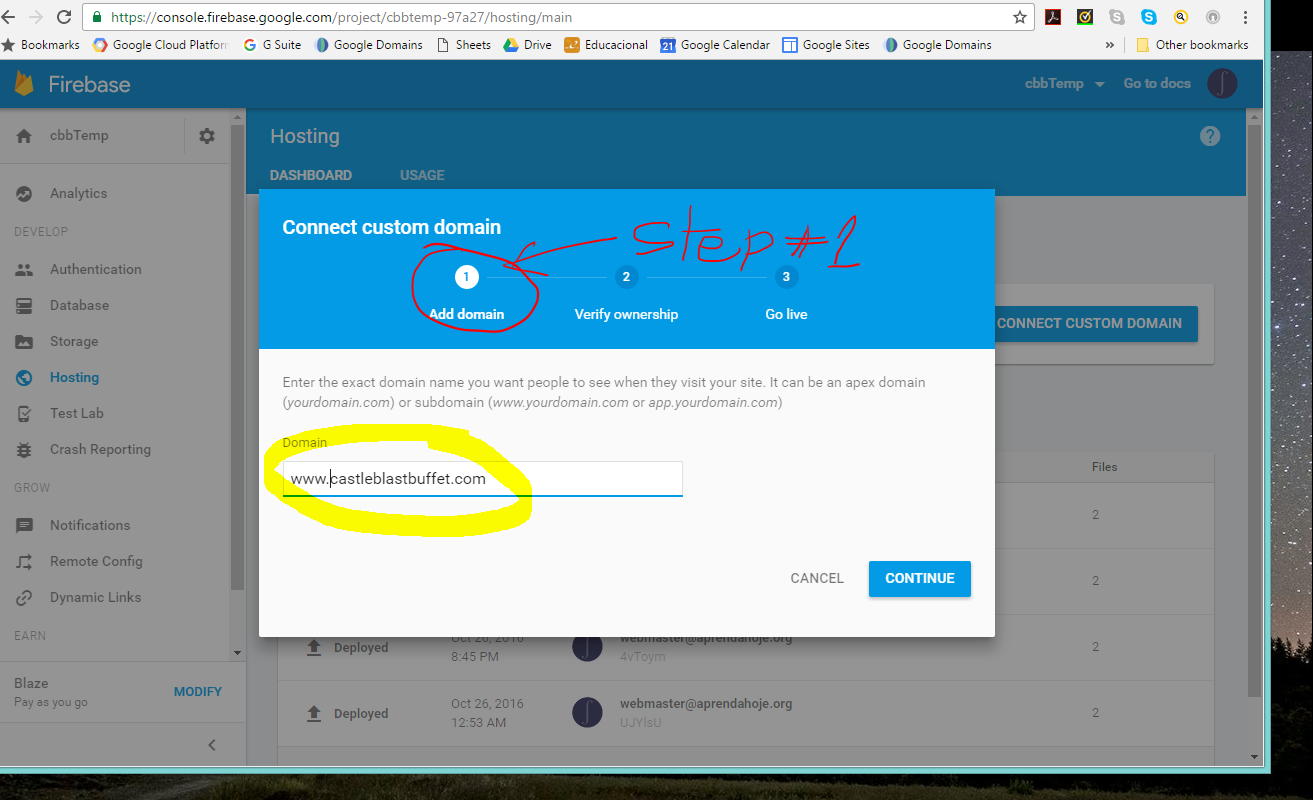 https://console.firebase.google.com/project/cbbtemp-97a27/hosting/main
Bookmarks Google Cloud Platform G Suite Google Domains Sheets Drive Educacional 21 Google Calendar Google Sites Google Domains » Other bookmarks
Firebase cbbTemp Go to docs
cbbTemp
Hosting ?
DASHBOARD USAGE
Analytics
DEVELOP
Authentication
Database
Storage
Hosting
Test Lab
Crash Reporting
GROW
Notifications
Remote Config
Dynamic Links
EARN
Blaze
Pay as you go
MODIFY
Connect custom domain
Step #1
1 2 3
Add domain Verify ownership Go live
CONNECT CUSTOM DOMAIN
Enter the exact domain name you want people to see when they visit your site. It can be an apex domain
(yourdomain.com) or subdomain (www.yourdomain.com or app.yourdomain.com)
Domain
www.castleblastbuffet.com
CANCEL CONTINUE
Files
2
2
Deployed Oct 26, 2016 webmaster@aprendahoje.org 2
8:45 PM 4vToym
Deployed Oct 26, 2016 webmaster@aprendahoje.org 2
12:53 AM UJYlsU